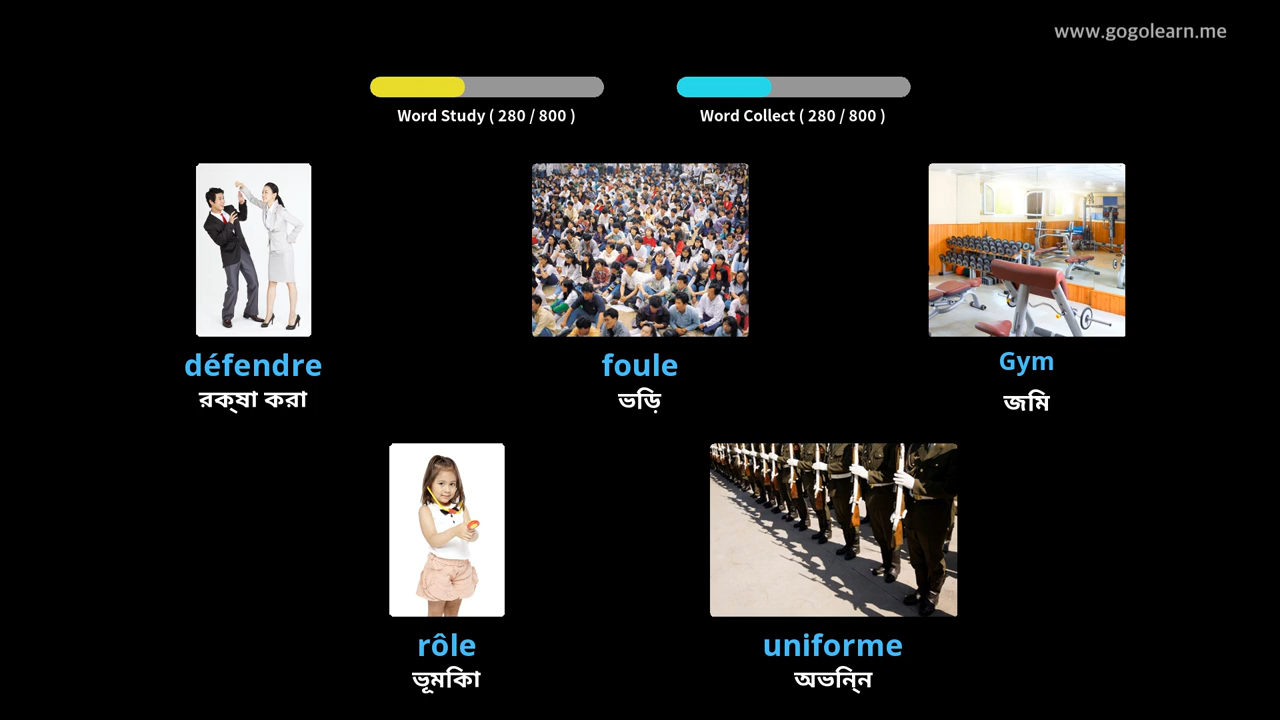 www.gogolearn.me
Word Study ( 280 / 800 )
Word Collect ( 280 / 800 )
défendre
রক্ষা করা
foule
ভিড়
Gym
জিম
rôle
ভূমিকা
uniforme
অভিন্ন